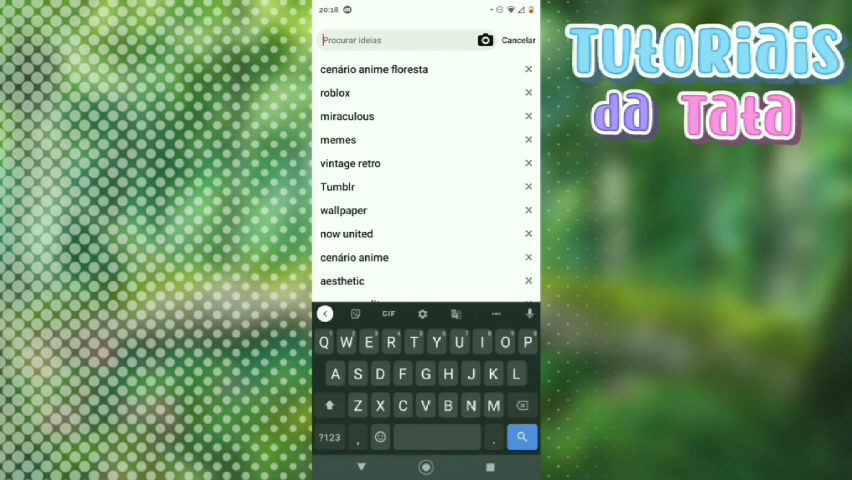 20:18
Procurar ideias
Cancelar
cenário anime floresta
roblox
miraculous
memes
vintage retro
Tumblr
wallpaper
now united
cenário anime
aesthetic
GIF
Q W E R T Y U I O P
A S D F G H J K L
Z X C V B N M
?123 , .
TUtoRiais
da Tata